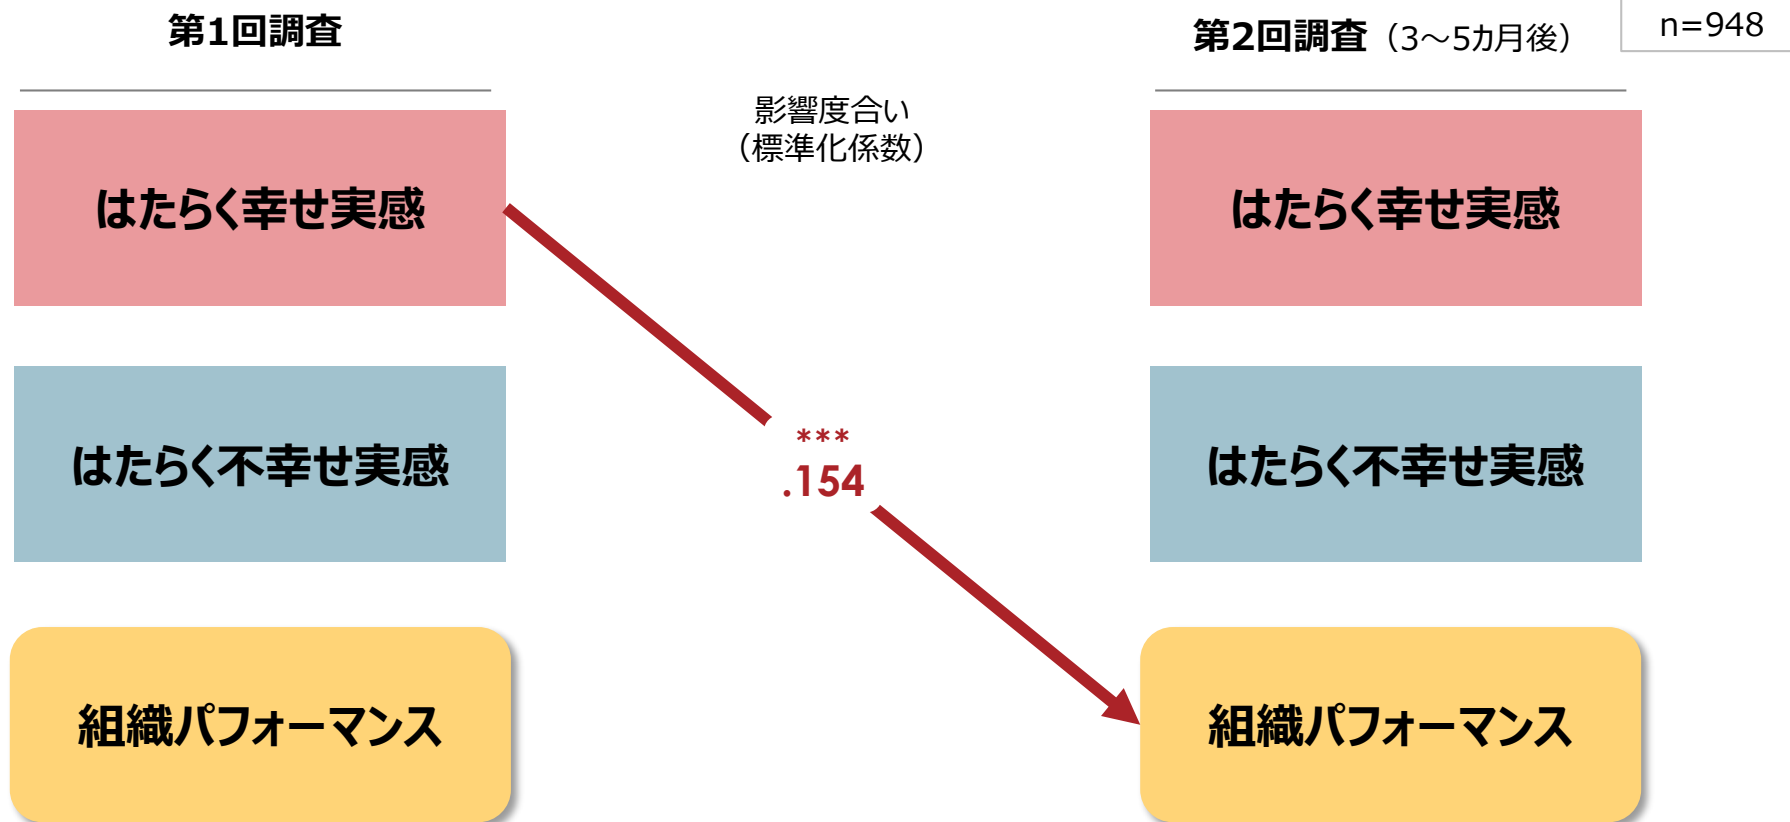 第1回調査
第2回調査（3～5カ月後）
n=948
影響度合い
（標準化係数）
はたらく幸せ実感
はたらく幸せ実感
はたらく不幸せ実感
***
.154
はたらく不幸せ実感
組織パフォーマンス
組織パフォーマンス